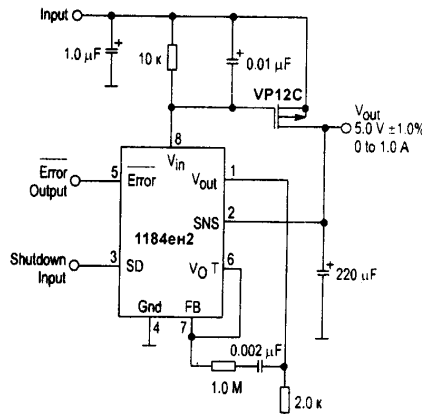 Input
1.0 µF
+
10 к
+
0.01 µF
VP12C
Vout
5.0 V ±1.0%
0 to 1.0 A
8
Vin
Error
Output
5
Error
Vout
1
SNS
2
1184ен2
Shutdown
Input
3
SD
VO T
6
+
220 µF
Gnd
FB
4
7
0.002 µF
1.0 M
2.0 к